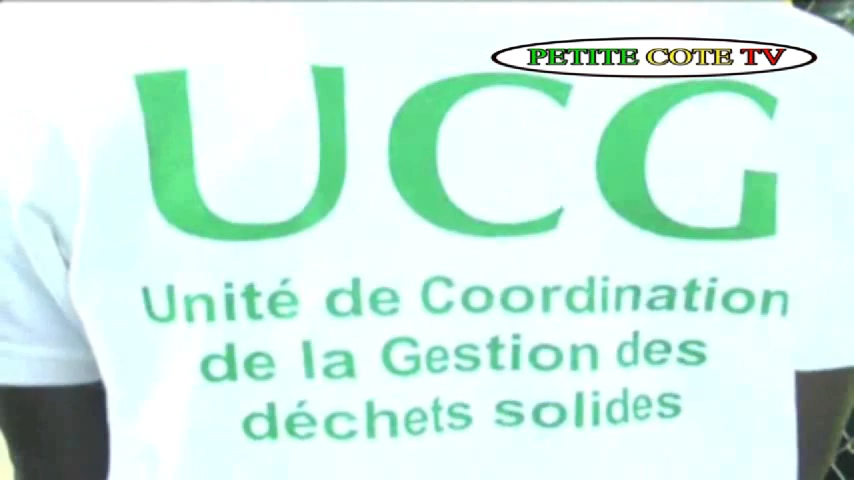 PETITE COTE TV
UCG
Unité de Coordination
de la Gestion des
déchets solides